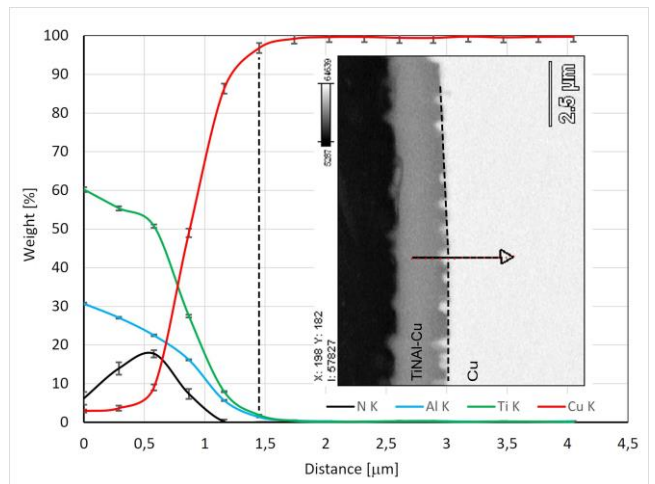 100
90
80
70
60
50
40
30
20
10
0
Weight [%]
64639
5287
X: 198 Y: 182
I: 57827
2.5 µm
TiNAl-Cu
Cu
N K
Al K
Ti K
Cu K
0
0,5
1
1,5
2
2,5
3
3,5
4
4,5
Distance [µm]